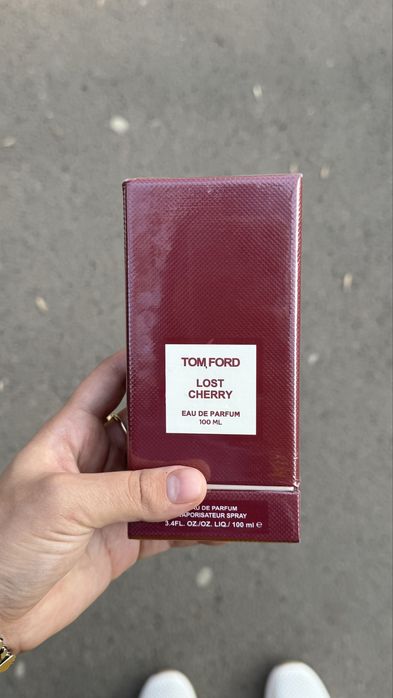 TOM FORD
LOST
CHERRY
EAU DE PARFUM
100 ML
DE PARFUM
VAPORISATEUR SPRAY
3.4FL. OZ./OZ. LIQ./ 100 ml ℮